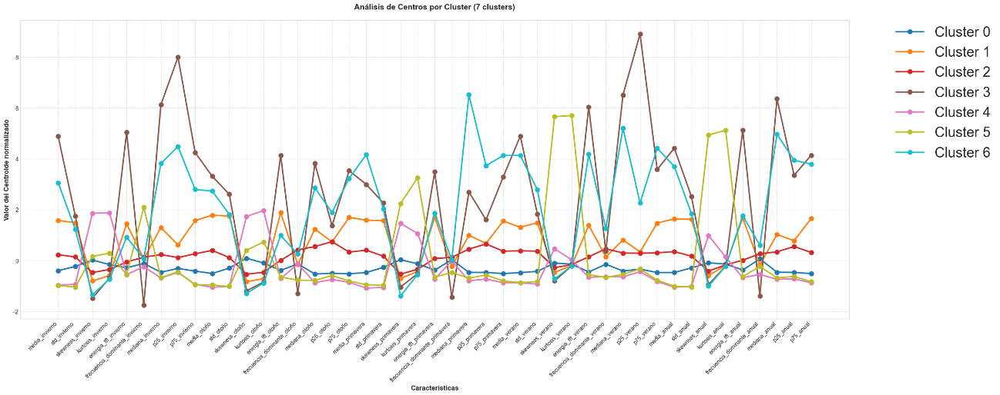 Análisis de Centros por Cluster (7 clusters)
Cluster 0
Cluster 1
Cluster 2
Cluster 3
Cluster 4
Cluster 5
Cluster 6
Valor del Centroide normalizado
8
6
4
2
0
−2
media_invierno
std_invierno
skewness_invierno
kurtosis_invierno
energia_fft_invierno
frecuencia_dominante_invierno
mediana_invierno
p25_invierno
p75_invierno
media_otoño
std_otoño
skewness_otoño
kurtosis_otoño
energia_fft_otoño
frecuencia_dominante_otoño
mediana_otoño
p25_otoño
p75_otoño
media_primavera
std_primavera
skewness_primavera
kurtosis_primavera
energia_fft_primavera
frecuencia_dominante_primavera
mediana_primavera
p25_primavera
p75_primavera
media_verano
std_verano
skewness_verano
kurtosis_verano
energia_fft_verano
frecuencia_dominante_verano
mediana_verano
p25_verano
p75_verano
media_anual
std_anual
skewness_anual
kurtosis_anual
energia_fft_anual
frecuencia_dominante_anual
mediana_anual
p25_anual
p75_anual
Características